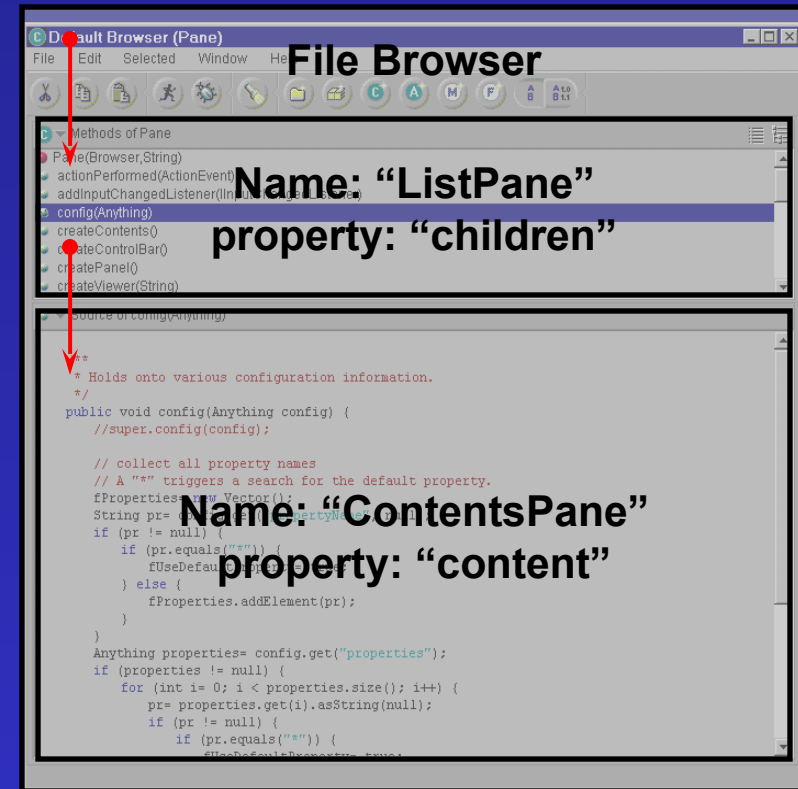 Default Browser (Pane)
File Edit Selected Window
File Browser
Methods of Pane
Pane(Browser,String)
actionPerformed(ActionEvent)
Name: “ListPane”
config(Anything)
createContents()
property: “children”
createControlBar()
createPanel()
createViewer(String)
Source of config(Anything)
**
* Holds onto various configuration information.
*/
public void config(Anything config) {
//super.config(config);
// collect all property names
// A "*" triggers a search for the default property.
fProperties= new Vector();
String pr=
Name: “ContentsPane”
if (pr != null) {
if (pr.equals("*")) {
property: “content”
} else {
fProperties.addElement(pr);
}
}
Anything properties= config.get("properties");
if (properties != null) {
for (int i= 0; i < properties.size(); i++) {
pr= properties.get(i).asString(null);
if (pr != null) {
if (pr.equals("*")) {
fUseDefaultProperty= true;